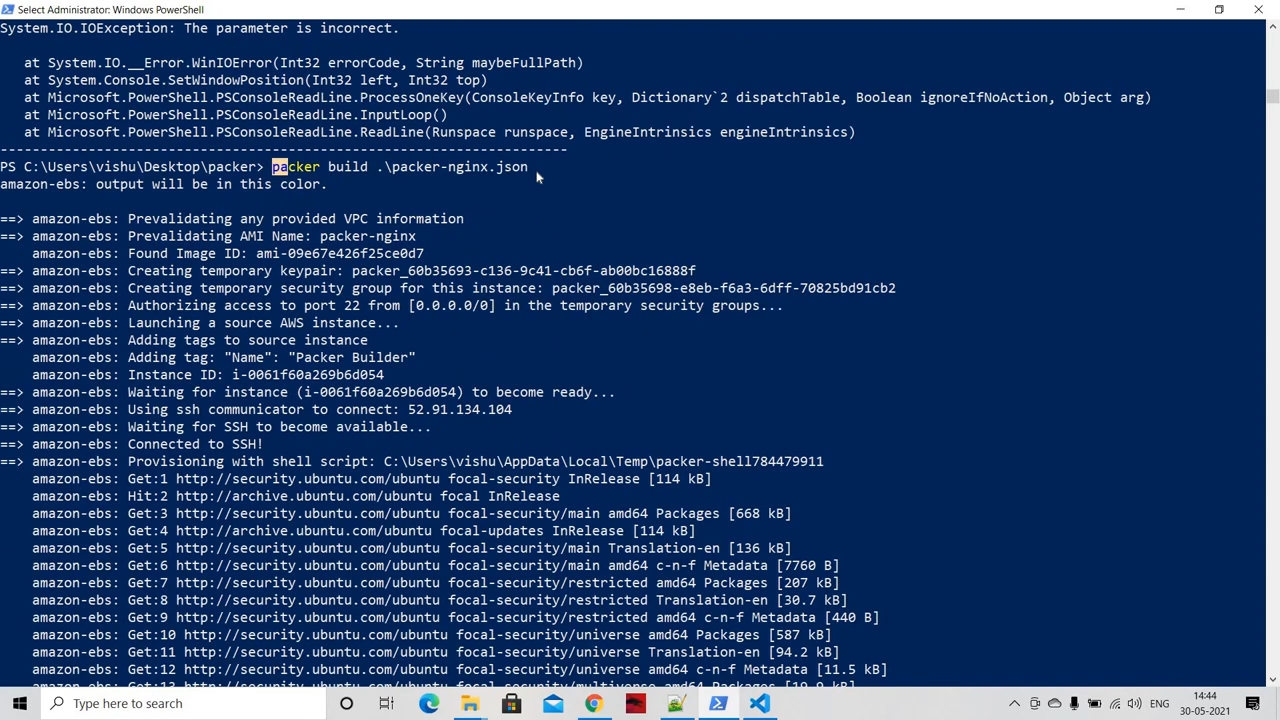 Select Administrator: Windows PowerShell
System.IO.IOException: The parameter is incorrect.
at System.IO.__Error.WinIOError(Int32 errorCode, String maybeFullPath)
at System.Console.SetWindowPosition(Int32 left, Int32 top)
at Microsoft.PowerShell.PSConsoleReadLine.ProcessOneKey(ConsoleKeyInfo key, Dictionary`2 dispatchTable, Boolean ignoreIfNoAction, Object arg)
at Microsoft.PowerShell.PSConsoleReadLine.InputLoop()
at Microsoft.PowerShell.PSConsoleReadLine.ReadLine(Runspace runspace, EngineIntrinsics engineIntrinsics)
-----------------------------------------------------------------------
PS C:\Users\vishu\Desktop\packer> packer build .\packer-nginx.json
amazon-ebs: output will be in this color.
==> amazon-ebs: Prevalidating any provided VPC information
==> amazon-ebs: Prevalidating AMI Name: packer-nginx
amazon-ebs: Found Image ID: ami-09e67e426f25ce0d7
==> amazon-ebs: Creating temporary keypair: packer_60b35693-c136-9c41-cb6f-ab00bc16888f
==> amazon-ebs: Creating temporary security group for this instance: packer_60b35698-e8eb-f6a3-6dff-70825bd91cb2
==> amazon-ebs: Authorizing access to port 22 from [0.0.0.0/0] in the temporary security groups...
==> amazon-ebs: Launching a source AWS instance...
==> amazon-ebs: Adding tags to source instance
amazon-ebs: Adding tag: "Name": "Packer Builder"
amazon-ebs: Instance ID: i-0061f60a269b6d054
==> amazon-ebs: Waiting for instance (i-0061f60a269b6d054) to become ready...
==> amazon-ebs: Using ssh communicator to connect: 52.91.134.104
==> amazon-ebs: Waiting for SSH to become available...
==> amazon-ebs: Connected to SSH!
==> amazon-ebs: Provisioning with shell script: C:\Users\vishu\AppData\Local\Temp\packer-shell784479911
amazon-ebs: Get:1 http://security.ubuntu.com/ubuntu focal-security InRelease [114 kB]
amazon-ebs: Hit:2 http://archive.ubuntu.com/ubuntu focal InRelease
amazon-ebs: Get:3 http://security.ubuntu.com/ubuntu focal-security/main amd64 Packages [668 kB]
amazon-ebs: Get:4 http://archive.ubuntu.com/ubuntu focal-updates InRelease [114 kB]
amazon-ebs: Get:5 http://security.ubuntu.com/ubuntu focal-security/main Translation-en [136 kB]
amazon-ebs: Get:6 http://security.ubuntu.com/ubuntu focal-security/main amd64 c-n-f Metadata [7760 B]
amazon-ebs: Get:7 http://security.ubuntu.com/ubuntu focal-security/restricted amd64 Packages [207 kB]
amazon-ebs: Get:8 http://security.ubuntu.com/ubuntu focal-security/restricted Translation-en [30.7 kB]
amazon-ebs: Get:9 http://security.ubuntu.com/ubuntu focal-security/restricted amd64 c-n-f Metadata [440 B]
amazon-ebs: Get:10 http://security.ubuntu.com/ubuntu focal-security/universe amd64 Packages [587 kB]
amazon-ebs: Get:11 http://security.ubuntu.com/ubuntu focal-security/universe Translation-en [94.2 kB]
amazon-ebs: Get:12 http://security.ubuntu.com/ubuntu focal-security/universe amd64 c-n-f Metadata [11.5 kB]
amazon-ebs: Get:13 http://security.ubuntu.com/ubuntu focal-security/multiverse amd64 Packages [19.9 kB]
Type here to search
ENG
14:44
30-05-2021